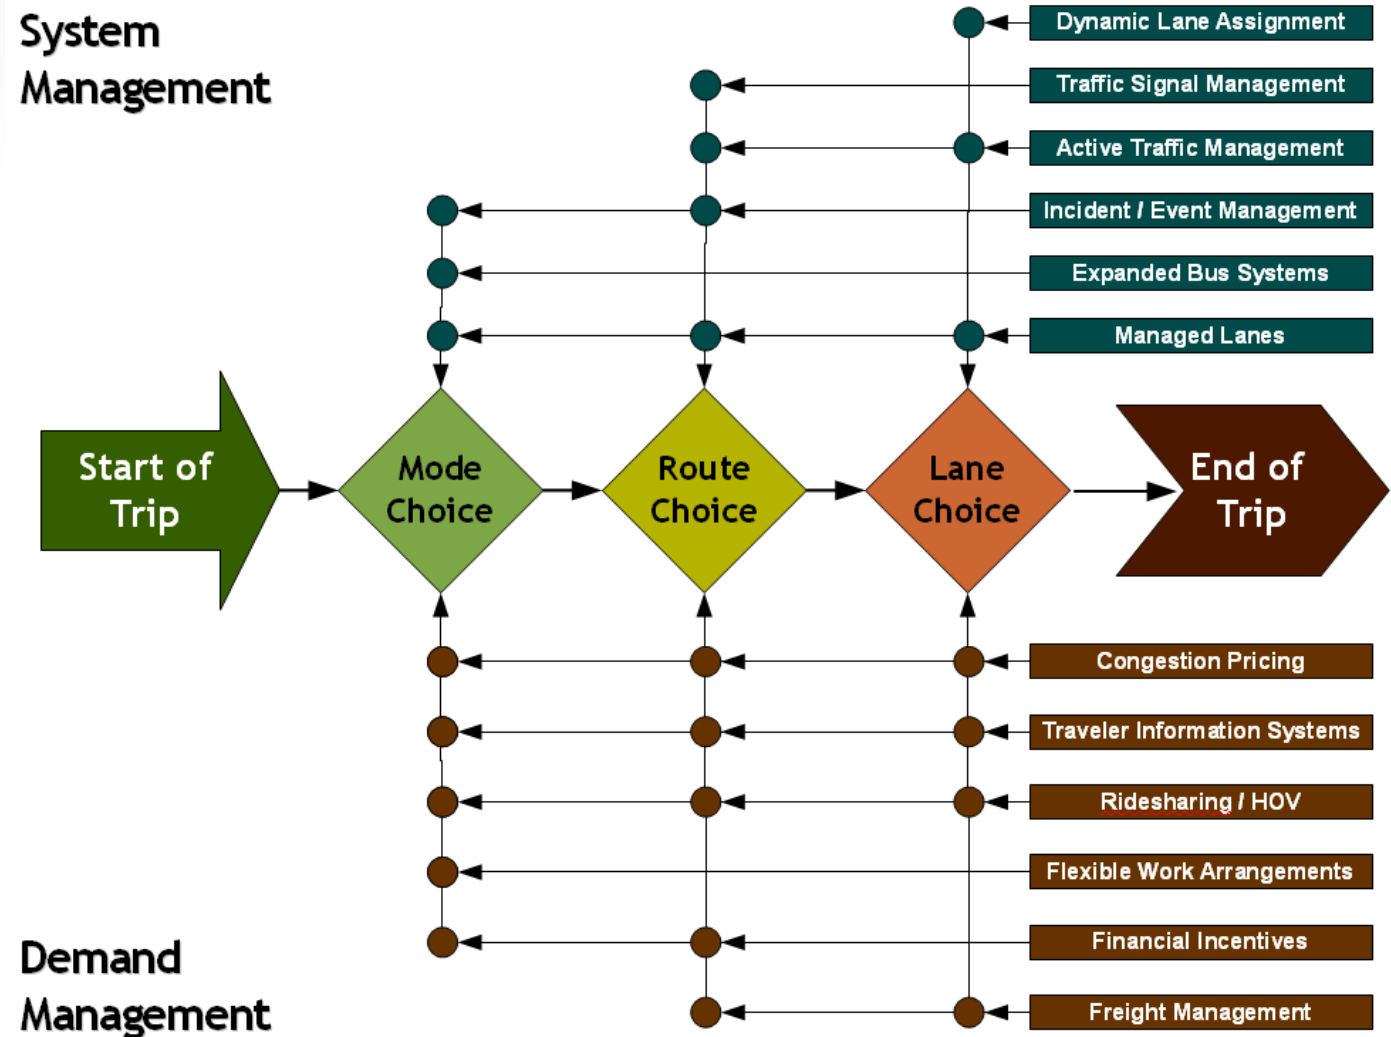 System
Management
Dynamic Lane Assignment
Traffic Signal Management
Active Traffic Management
Incident / Event Management
Expanded Bus Systems
Managed Lanes
Start of
Trip
Mode
Choice
Route
Choice
Lane
Choice
End of
Trip
Congestion Pricing
Traveler Information Systems
Ridesharing / HOV
Flexible Work Arrangements
Financial Incentives
Freight Management
Demand
Management